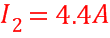 I₂ = 4.4A